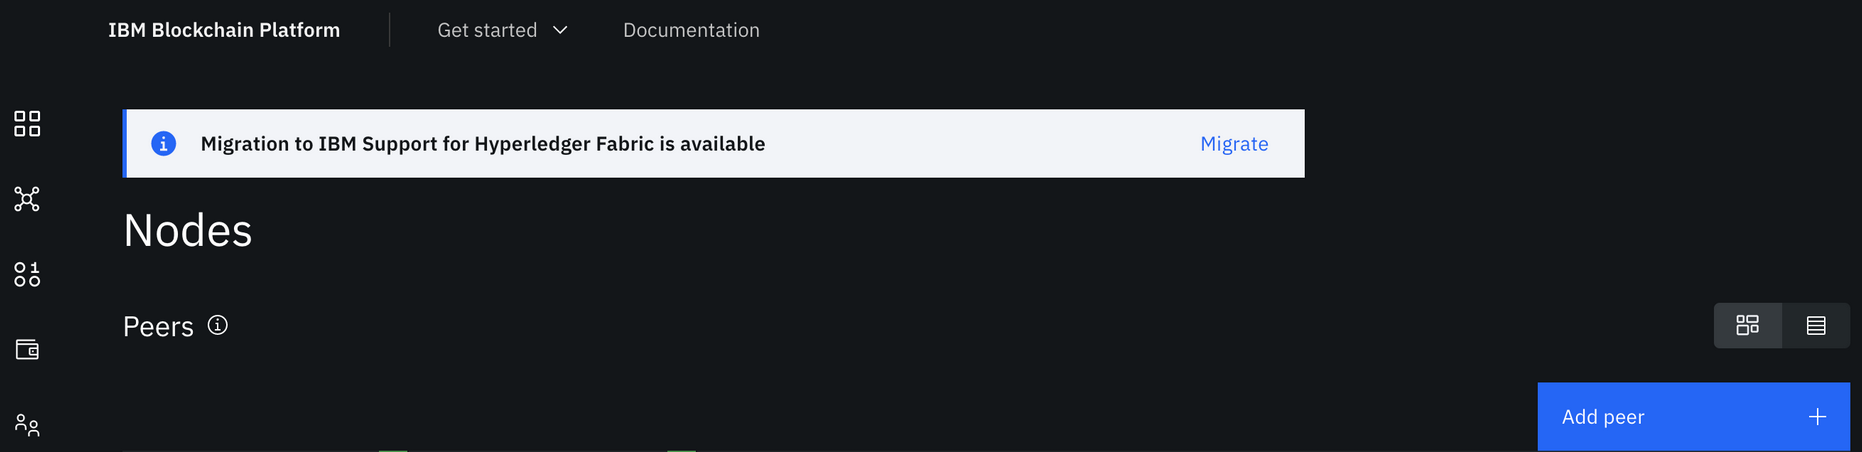 IBM Blockchain Platform
Get started
Documentation
Migration to IBM Support for Hyperledger Fabric is available
Migrate
Nodes
Peers
Add peer